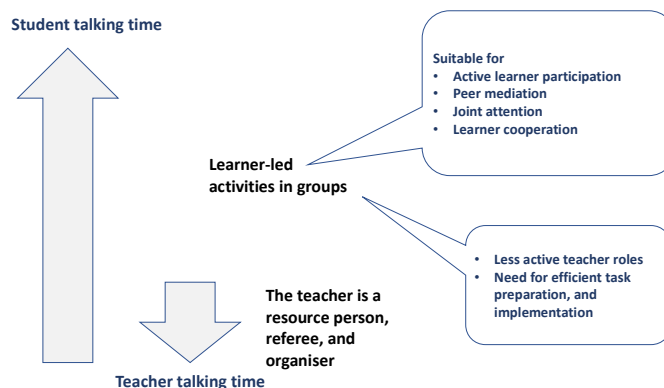 Student talking time
Suitable for
• Active learner participation
• Peer mediation
• Joint attention
• Learner cooperation
Learner-led
activities in groups
• Less active teacher roles
• Need for efficient task
preparation, and
implementation
The teacher is a
resource person,
referee, and
organiser
Teacher talking time